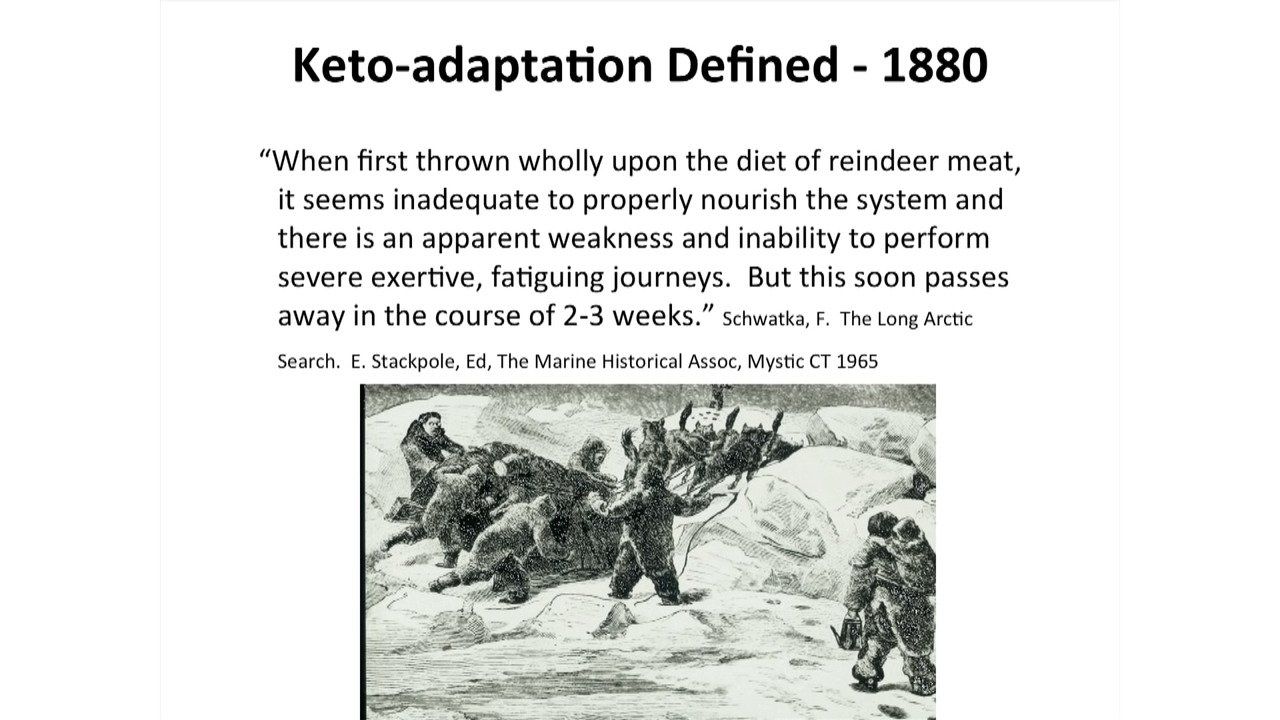 Keto-adaptation Defined - 1880
“When first thrown wholly upon the diet of reindeer meat,
it seems inadequate to properly nourish the system and
there is an apparent weakness and inability to perform
severe exertive, fatiguing journeys.  But this soon passes
away in the course of 2-3 weeks.” Schwatka, F.  The Long Arctic
Search.  E. Stackpole, Ed, The Marine Historical Assoc, Mystic CT 1965